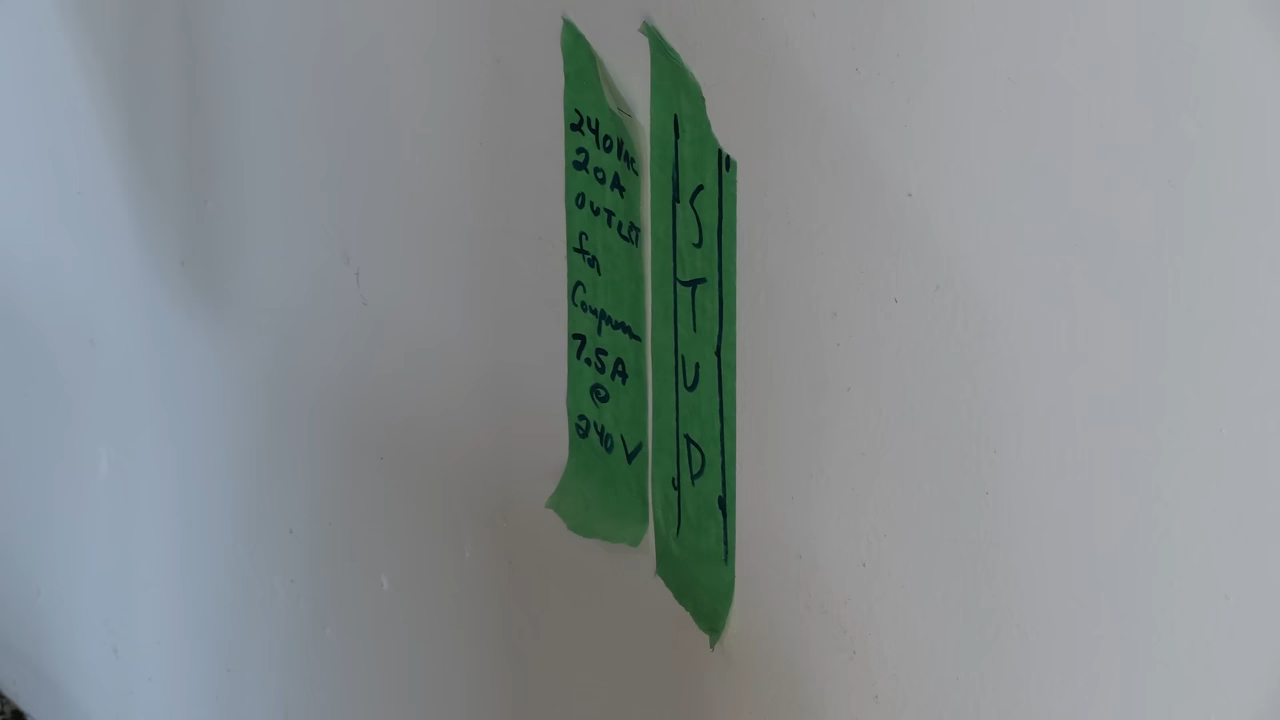 240VAC
20A
OUTLET
for
Compressor
7.5A
@
240V
S
T
U
D